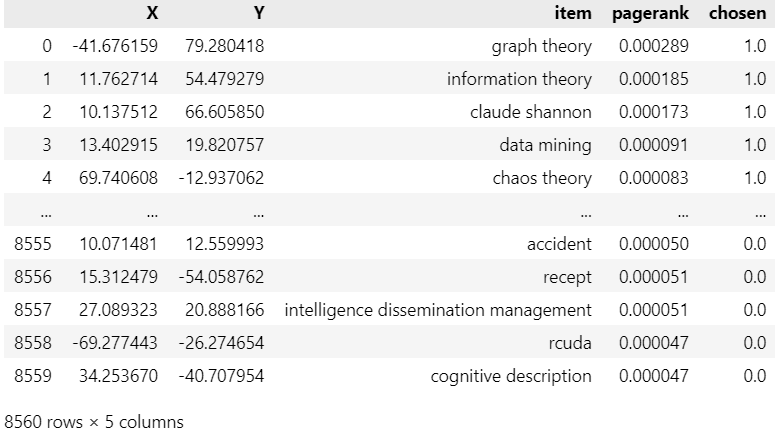 X Y item pagerank chosen
0 -41.676159 79.280418 graph theory 0.000289 1.0
1 11.762714 54.479279 information theory 0.000185 1.0
2 10.137512 66.605850 claude shannon 0.000173 1.0
3 13.402915 19.820757 data mining 0.000091 1.0
4 69.740608 -12.937062 chaos theory 0.000083 1.0
... ... ... ... ... ...
8555 10.071481 12.559993 accident 0.000050 0.0
8556 15.312479 -54.058762 recept 0.000051 0.0
8557 27.089323 20.888166 intelligence dissemination management 0.000051 0.0
8558 -69.277443 -26.274654 rcuda 0.000047 0.0
8559 34.253670 -40.707954 cognitive description 0.000047 0.0
8560 rows × 5 columns